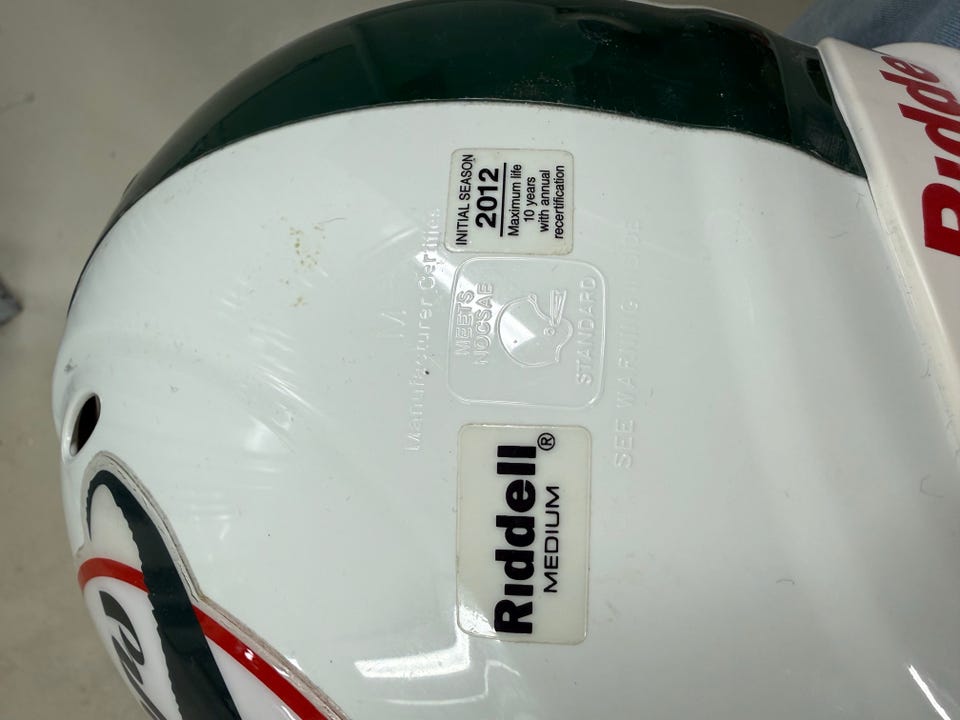 INITIAL SEASON
2012
Maximum life
10 years
with annual
recertification
Manufacturer Certifies
MEETS
NOCSAE
STANDARD
SEE WARNING INSIDE
Riddell®
MEDIUM
Ridde